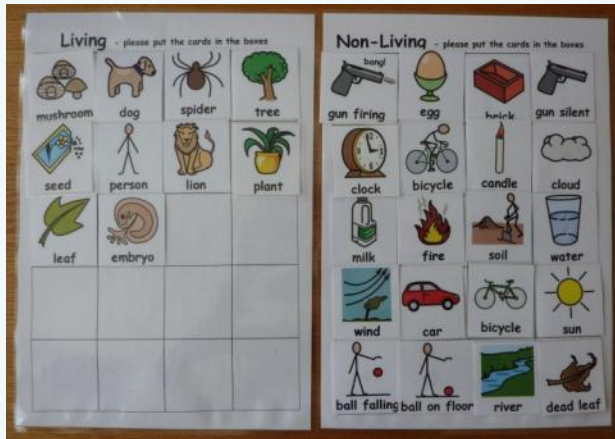 Living - please put the cards in the boxes
mushroom dog spider tree
seed person lion plant
leaf embryo
Non-Living - please put the cards in the boxes
bang!
gun firing egg brick gun silent
clock bicycle candle cloud
milk fire soil water
wind car bicycle sun
ball falling ball on floor river dead leaf